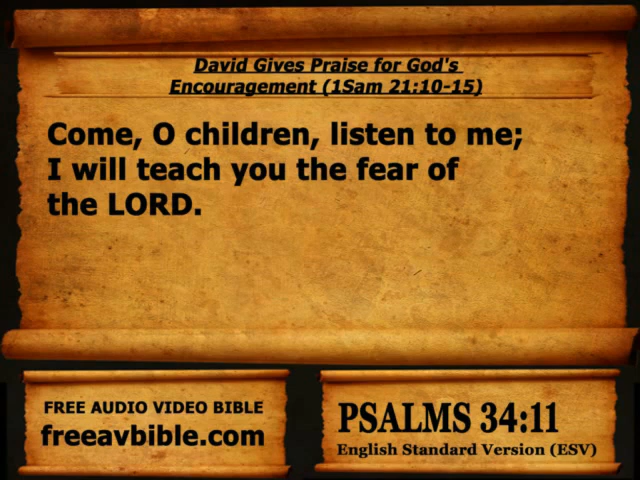 David Gives Praise for God's
Encouragement (1Sam 21:10-15)
Come, O children, listen to me;
I will teach you the fear of
the LORD.
FREE AUDIO VIDEO BIBLE
freeavbible.com
PSALMS 34:11
English Standard Version (ESV)